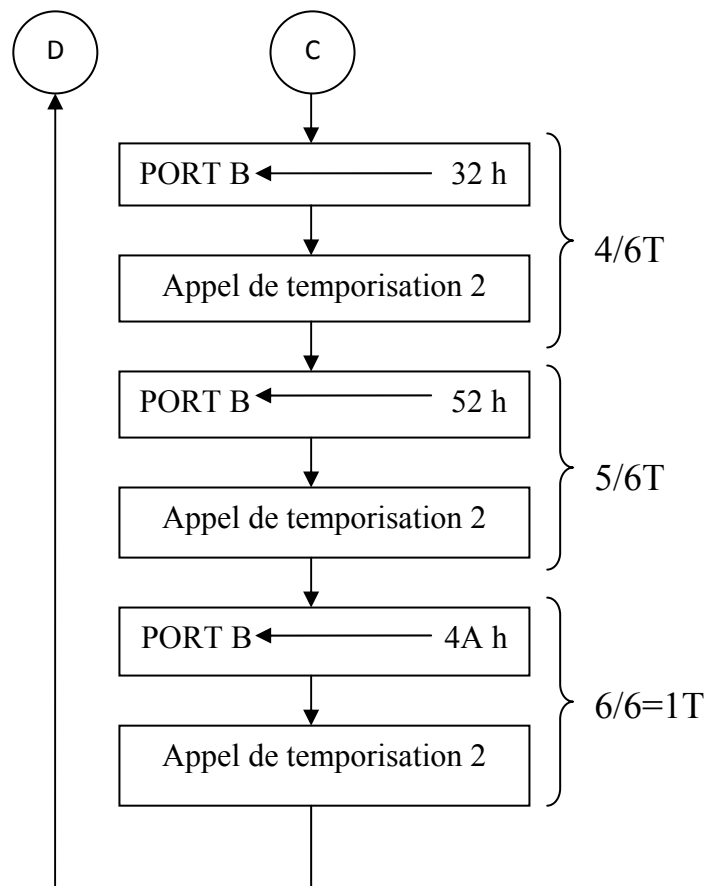 D
C
PORT B 32 h
4/6T
Appel de temporisation 2
PORT B 52 h
5/6T
Appel de temporisation 2
PORT B 4A h
6/6=1T
Appel de temporisation 2